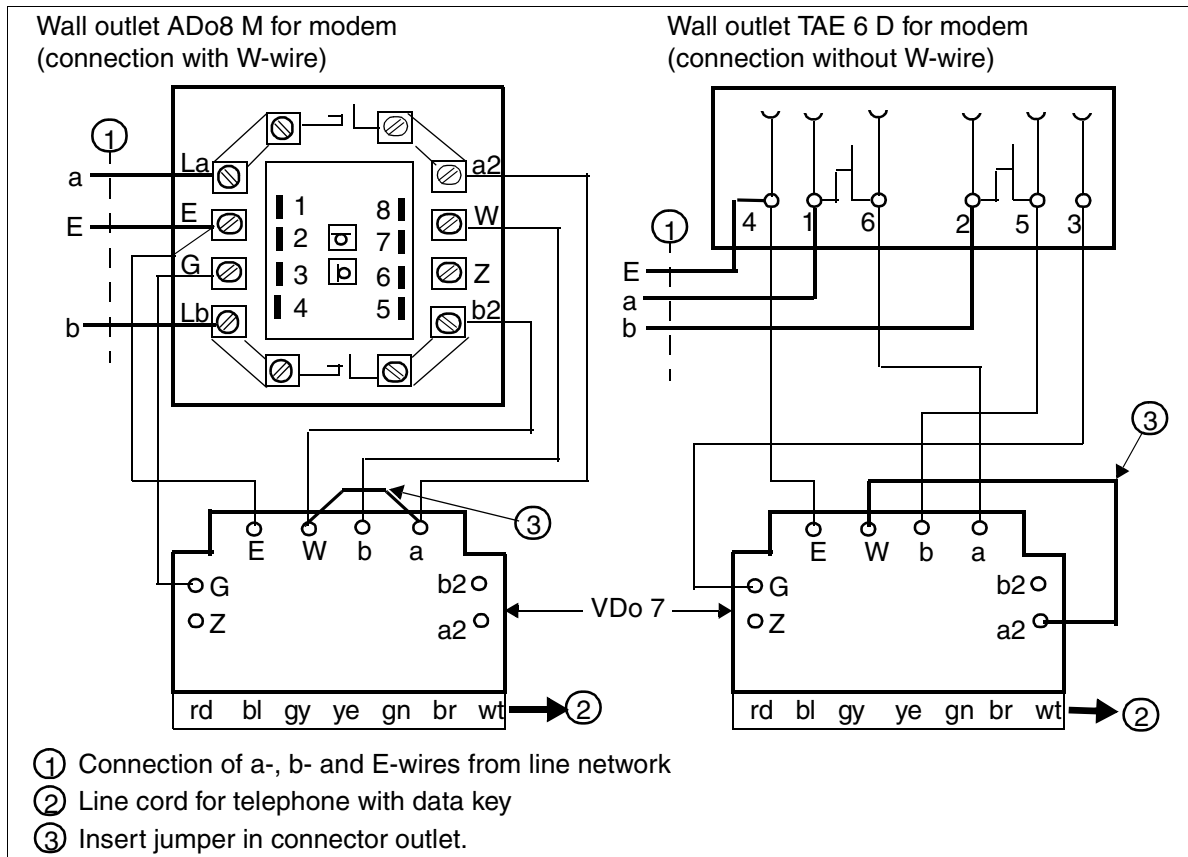 Wall outlet ADo8 M for modem
(connection with W-wire)
Wall outlet TAE 6 D for modem
(connection without W-wire)
1
a
E
b
La
E
G
Lb
a2
W
Z
b2
1 8
2 7
3 6
4 5
E W b a
3
G b2
Z a2
rd bl gy ye gn br wt
2
VDo 7
4 1 6 2 5 3
1
E
a
b
3
E W b a
G b2
Z a2
rd bl gy ye gn br wt
2
1 Connection of a-, b- and E-wires from line network
2 Line cord for telephone with data key
3 Insert jumper in connector outlet.